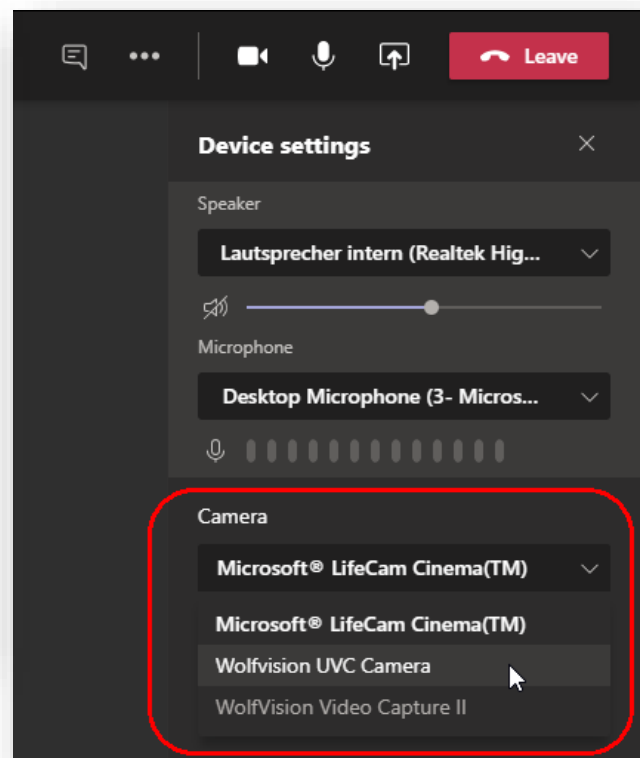 Leave
Device settings
Speaker
Lautsprecher intern (Realtek Hig...
Microphone
Desktop Microphone (3- Micros...
Camera
Microsoft® LifeCam Cinema(TM)
Microsoft® LifeCam Cinema(TM)
Wolfvision UVC Camera
WolfVision Video Capture II